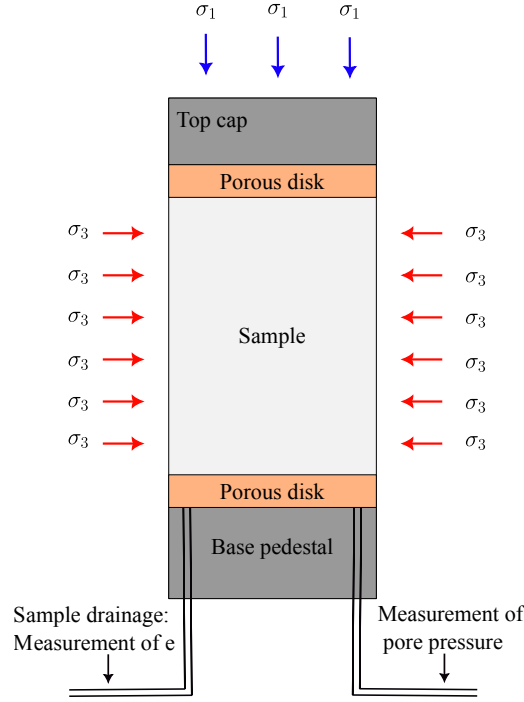 σ1 σ1 σ1
Top cap
Porous disk
σ3 σ3
σ3 σ3
σ3 σ3
Sample
σ3 σ3
σ3 σ3
σ3 σ3
Porous disk
Base pedestal
Sample drainage:
Measurement of e
Measurement of
pore pressure